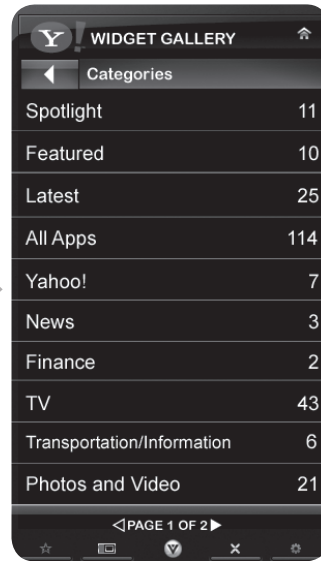 Y! WIDGET GALLERY
Categories
Spotlight 11
Featured 10
Latest 25
All Apps 114
Yahoo! 7
News 3
Finance 2
TV 43
Transportation/Information 6
Photos and Video 21
◁PAGE 1 OF 2▶